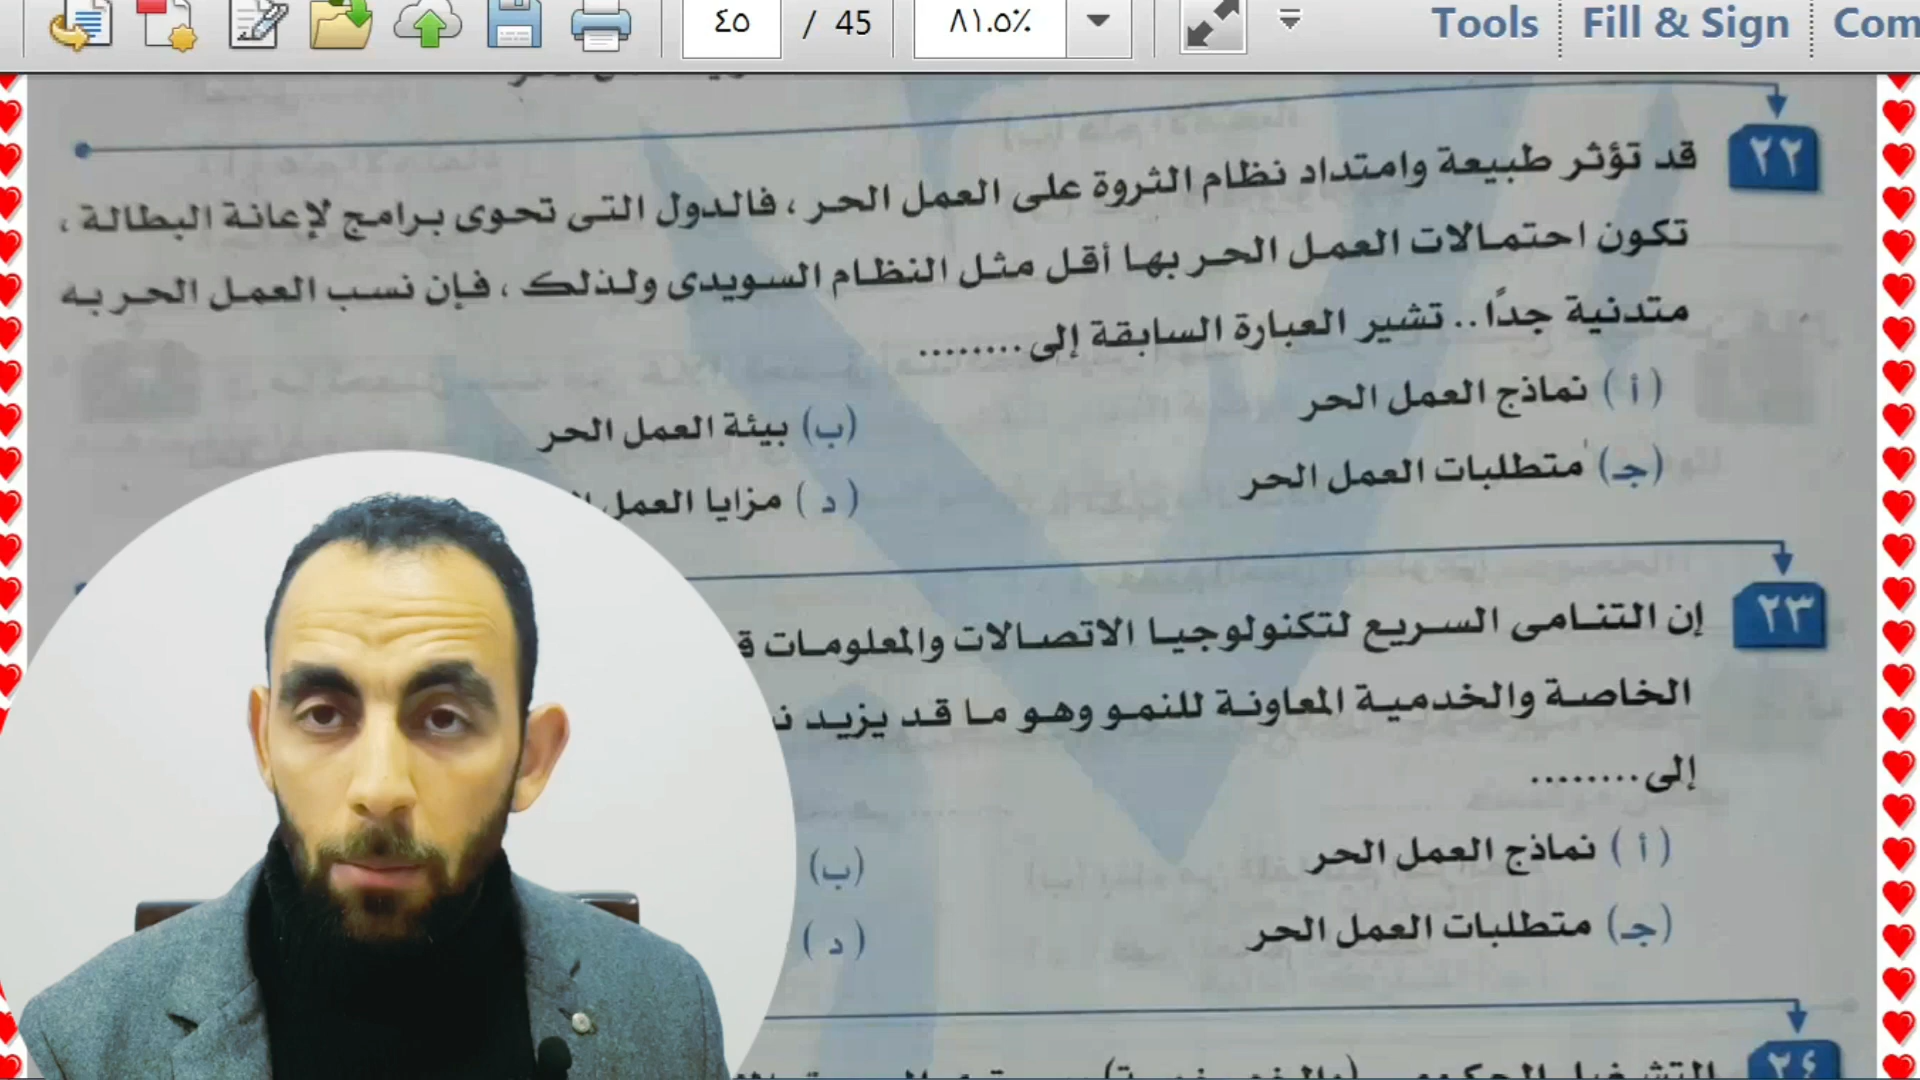 ٤٥ / 45 ٨١.٥٪ Tools Fill & Sign Com
٢٢ قد تؤثر طبيعة وامتداد نظام الثروة على العمل الحر ، فالدول التى تحوى برامج لإعانة البطالة ،
تكون احتمالات العمل الحر بها أقل مثل النظام السويدى ولذلك ، فإن نسب العمل الحر به
متدنية جدًا .. تشير العبارة السابقة إلى ........
( أ ) نماذج العمل الحر
(ب) بيئة العمل الحر
(جـ) متطلبات العمل الحر
( د ) مزايا العمل
٢٣ إن التنامى السريع لتكنولوجيا الاتصالات والمعلومات
الخاصة والخدمية المعاونة للنمو وهو ما قد يزيد
إلى ........
( أ ) نماذج العمل الحر
(ب)
(جـ) متطلبات العمل الحر
( د )
٢٤